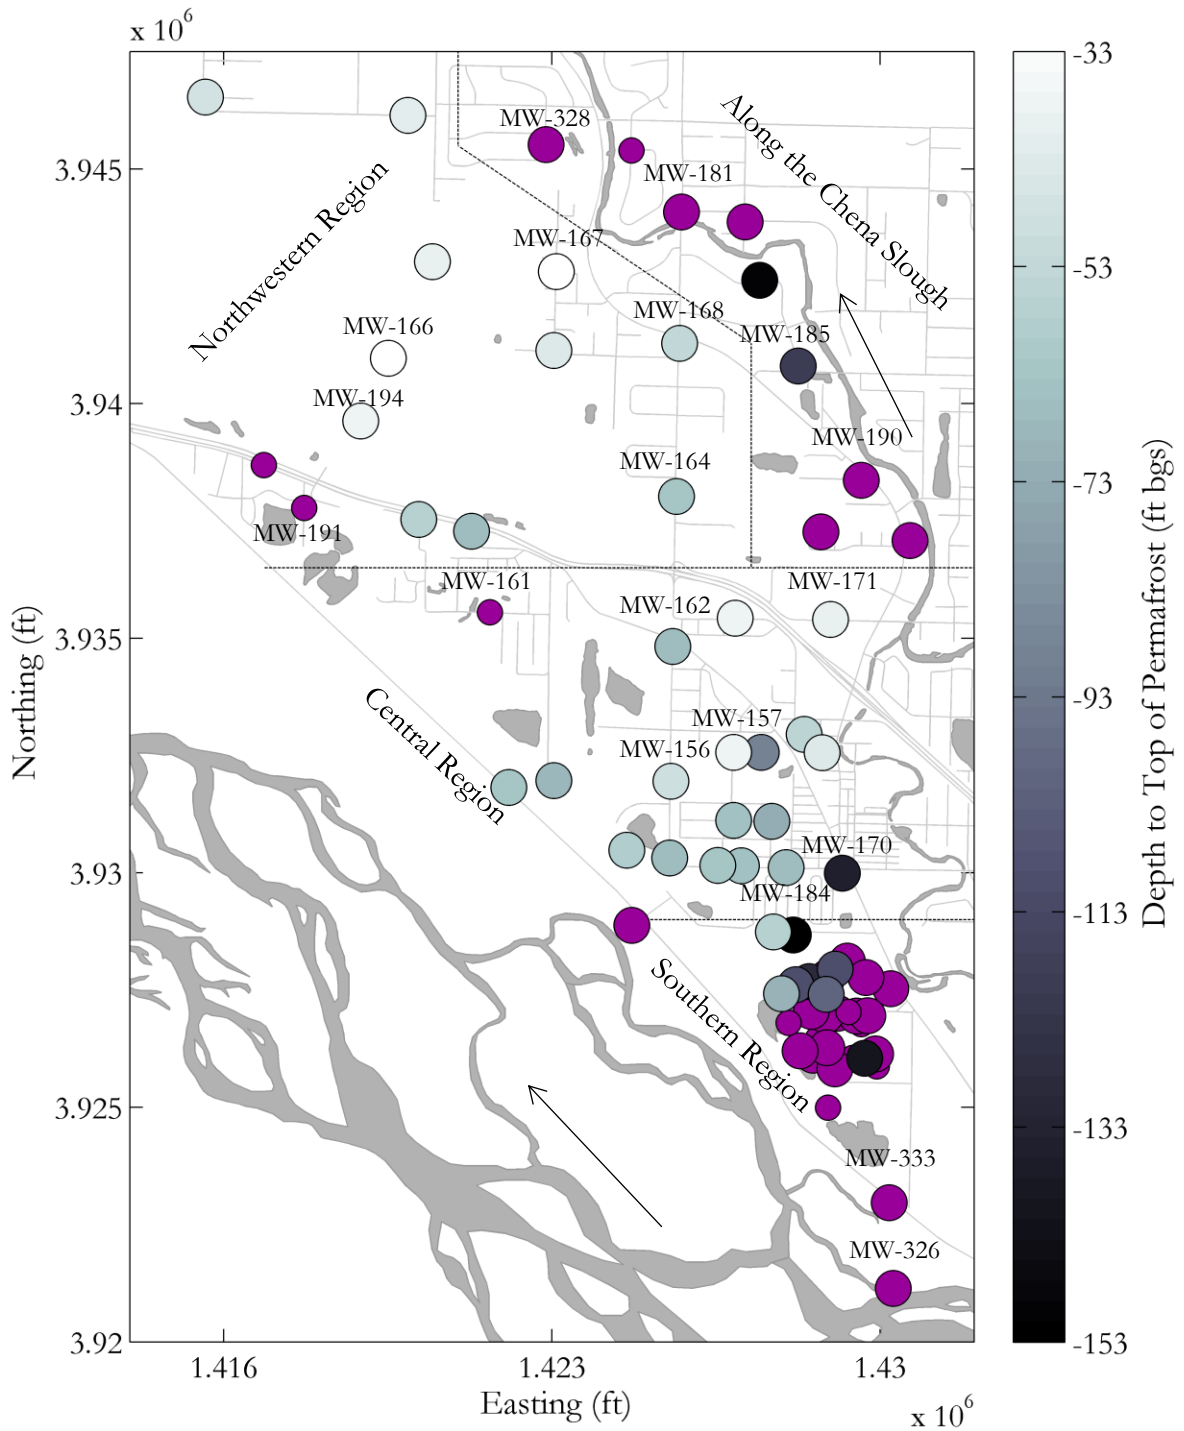 x 10^6
-33
MW-328
Along the Chena Slough
3.945
MW-181
Northwestern Region
MW-167
-53
MW-168
MW-166
MW-185
MW-194
3.94
MW-190
MW-164
-73
MW-191
MW-161
MW-171
MW-162
3.935
Northing (ft)
Depth to Top of Permafrost (ft bgs)
-93
Central Region
MW-157
MW-156
MW-170
3.93
MW-184
-113
Southern Region
3.925
-133
MW-333
MW-326
3.92
-153
1.416
1.423
1.43
Easting (ft)
x 10^6